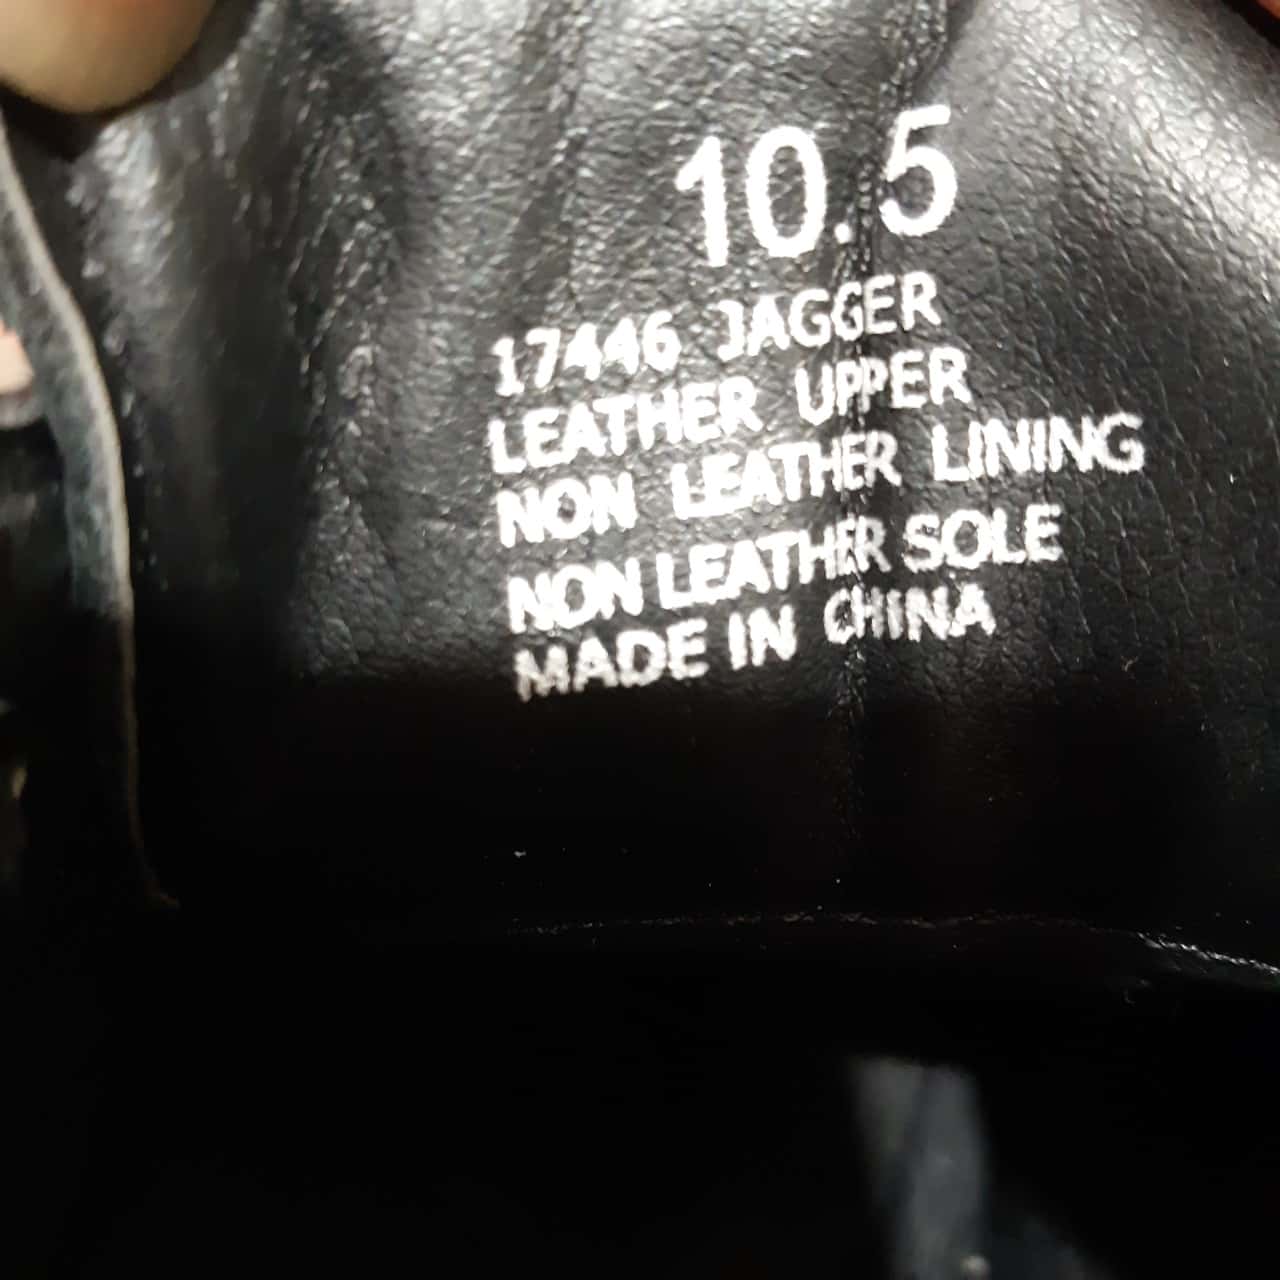 10.5
17446 JAGGER
LEATHER UPPER
NON LEATHER LINING
NON LEATHER SOLE
MADE IN CHINA